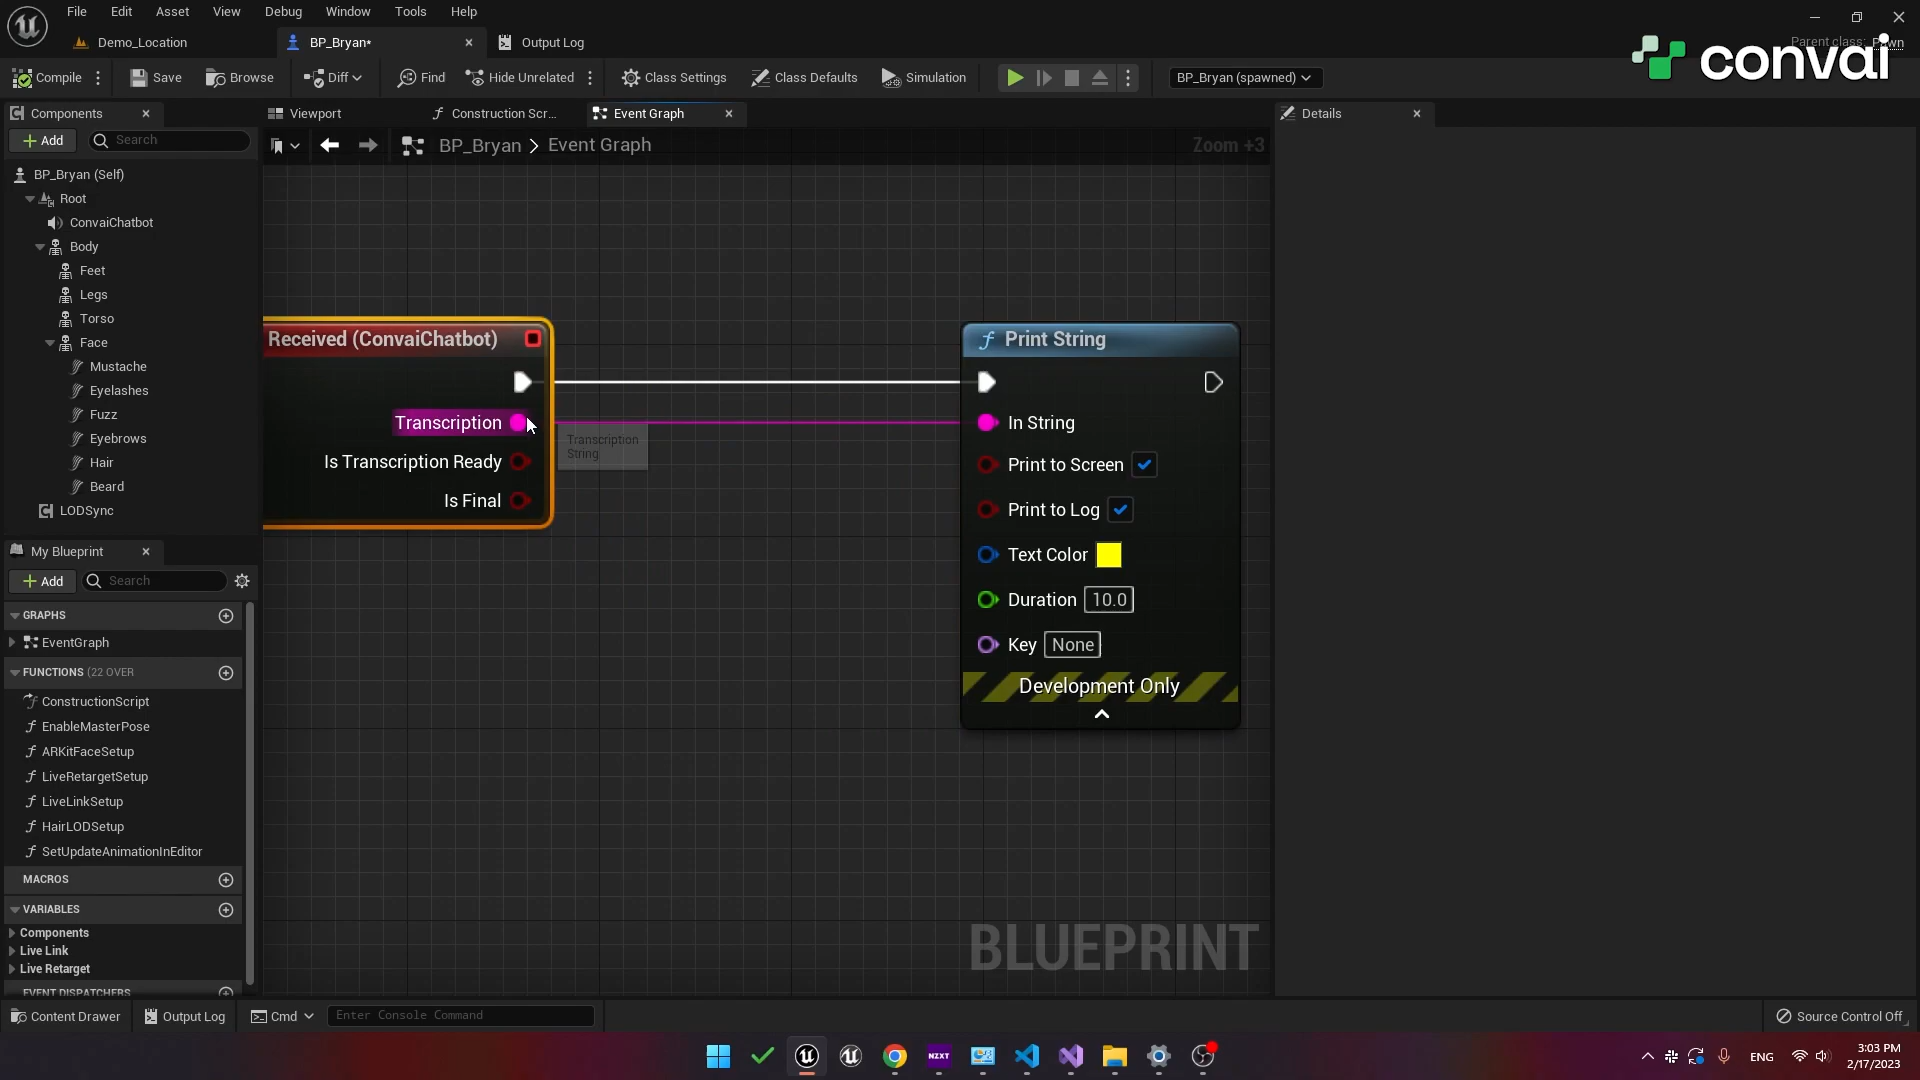 File Edit Asset View Debug Window Tools Help
Demo_Location
BP_Bryan*
Output Log
Parent class: Pawn
convai
Compile
Save
Browse
Diff
Find
Hide Unrelated
Class Settings
Class Defaults
Simulation
BP_Bryan (spawned)
Components
Viewport
Construction Scr...
Event Graph
Details
Add
Search
BP_Bryan > Event Graph
Zoom +3
BP_Bryan (Self)
Root
ConvaiChatbot
Body
Feet
Legs
Torso
Face
Mustache
Eyelashes
Fuzz
Eyebrows
Hair
Beard
LODSync
Received (ConvaiChatbot)
Transcription
Is Transcription Ready
Is Final
Transcription
String
Print String
In String
Print to Screen
Print to Log
Text Color
Duration 10.0
Key None
Development Only
My Blueprint
Add
Search
GRAPHS
EventGraph
FUNCTIONS (22 OVER
ConstructionScript
EnableMasterPose
ARKitFaceSetup
LiveRetargetSetup
LiveLinkSetup
HairLODSetup
SetUpdateAnimationInEditor
MACROS
VARIABLES
Components
Live Link
Live Retarget
EVENT DISPATCHERS
BLUEPRINT
Content Drawer
Output Log
Cmd
Enter Console Command
Source Control Off
NZXT
ENG
3:03 PM
2/17/2023